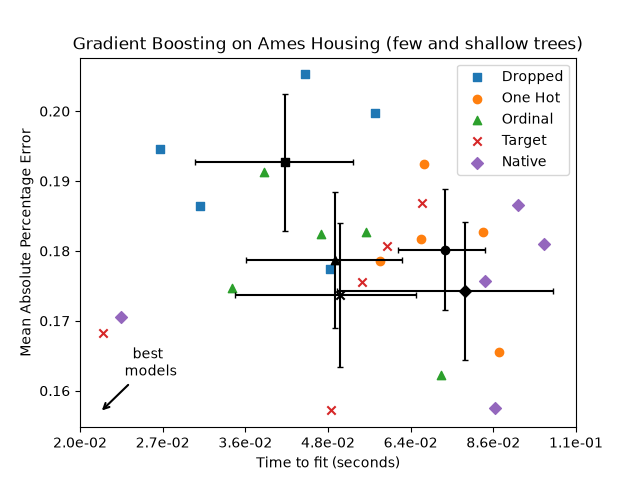 Gradient Boosting on Ames Housing (few and shallow trees)
Dropped
One Hot
Ordinal
Target
Native
Mean Absolute Percentage Error
0.20
0.19
0.18
0.17
0.16
best
models
2.0e-02 2.7e-02 3.6e-02 4.8e-02 6.4e-02 8.6e-02 1.1e-01
Time to fit (seconds)